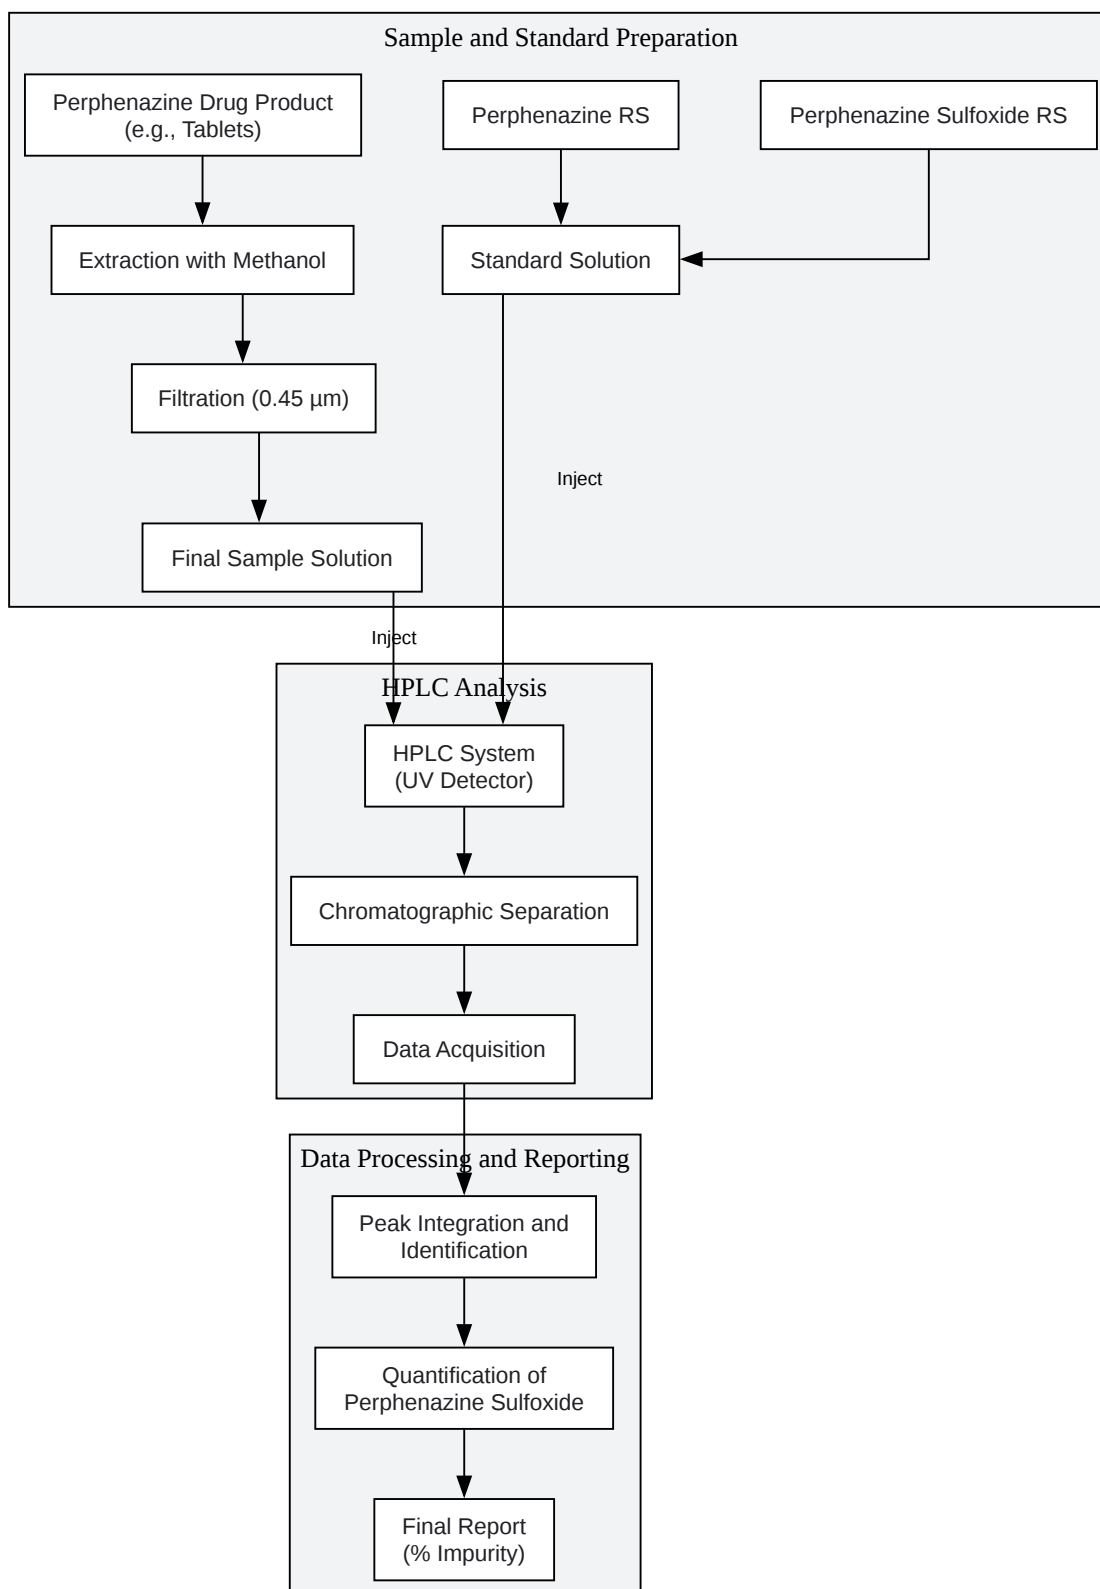 Sample and Standard Preparation
Perphenazine Drug Product
(e.g., Tablets)
Perphenazine RS
Perphenazine Sulfoxide RS
Extraction with Methanol
Standard Solution
Filtration (0.45 µm)
Inject
Final Sample Solution
Inject
HPLC Analysis
HPLC System
(UV Detector)
Chromatographic Separation
Data Acquisition
Data Processing and Reporting
Peak Integration and
Identification
Quantification of
Perphenazine Sulfoxide
Final Report
(% Impurity)